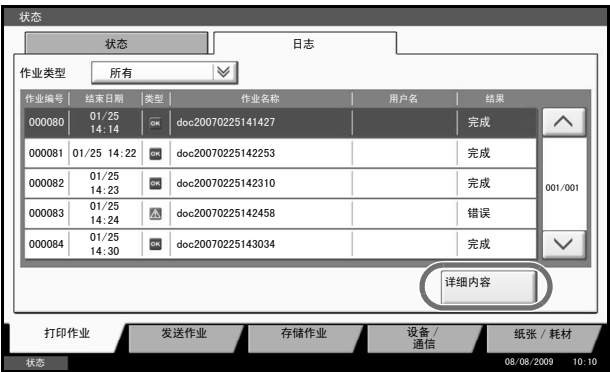 状态
状态 日志
作业类型 所有
作业编号 结束日期 类型 作业名称 用户名 结果
000080 01/25 14:14 OK doc20070225141427 完成
000081 01/25 14:22 OK doc20070225142253 完成
000082 01/25 14:23 OK doc20070225142310 完成
001/001
000083 01/25 14:24 doc20070225142458 错误
000084 01/25 14:30 OK doc20070225143034 完成
详细内容
打印作业 发送作业 存储作业 设备 / 通信 纸张 / 耗材
状态 08/08/2009 10:10